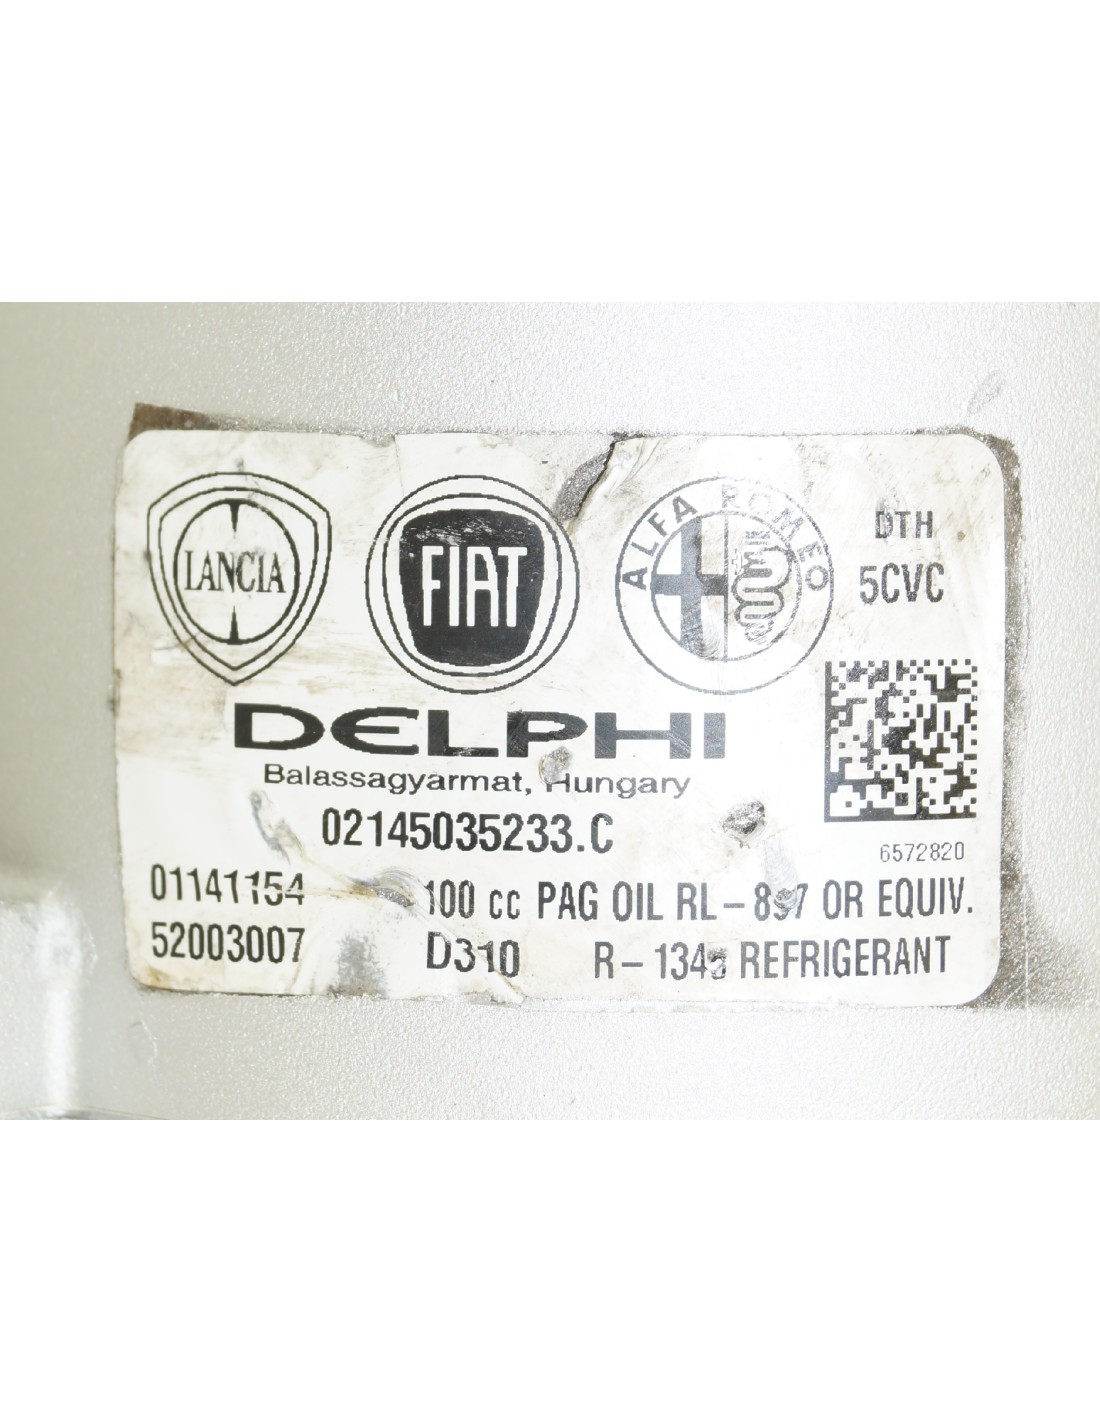 LANCIA
FIAT
ALFA ROMEO
DTH
5CVC
DELPHI
Balassagyarmat, Hungary
02145035233.C
6572820
01141154
100 cc PAG OIL RL-897 OR EQUIV.
52003007
D310
R-134a REFRIGERANT